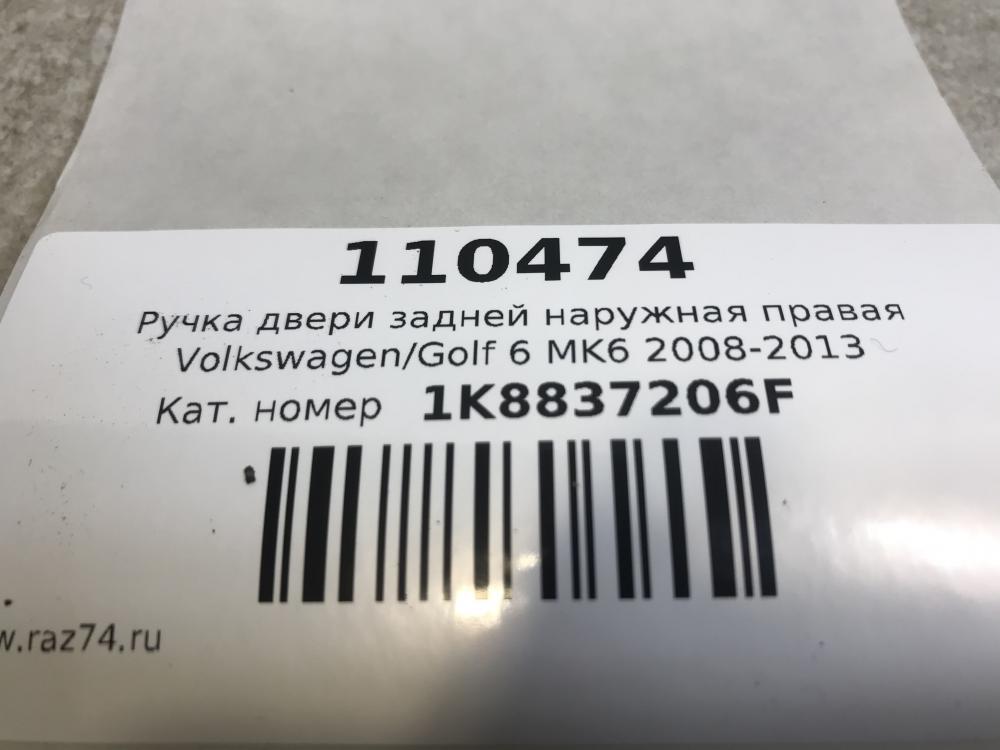 110474
Ручка двери задней наружная правая
Volkswagen/Golf 6 MK6 2008-2013
Кат. номер 1K8837206F
w.raz74.ru